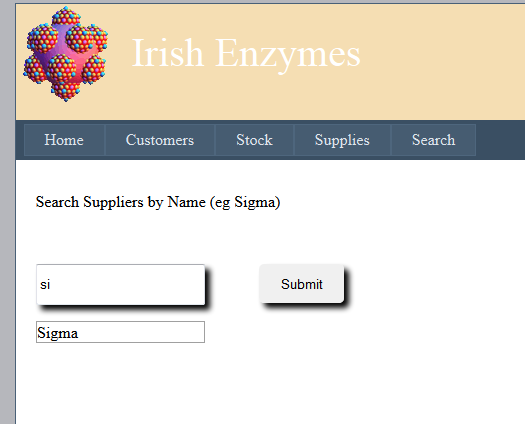 Irish Enzymes
Home Customers Stock Supplies Search
Search Suppliers by Name (eg Sigma)
si Submit
Sigma